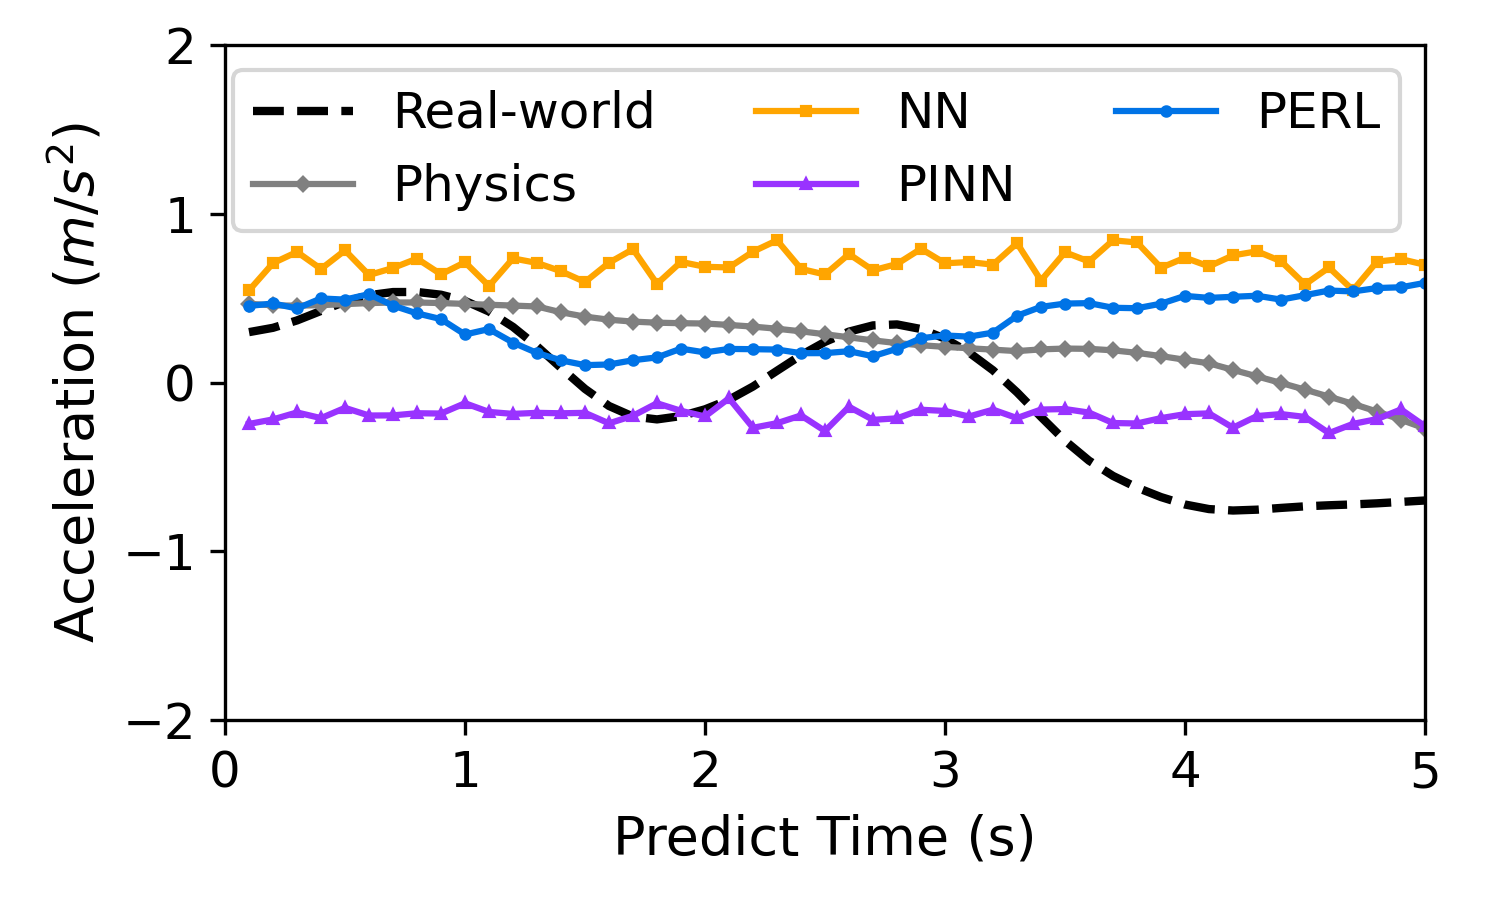 2
1
0
−1
−2
Acceleration (m/s²)
Real-world
Physics
NN
PINN
PERL
0 1 2 3 4 5
Predict Time (s)